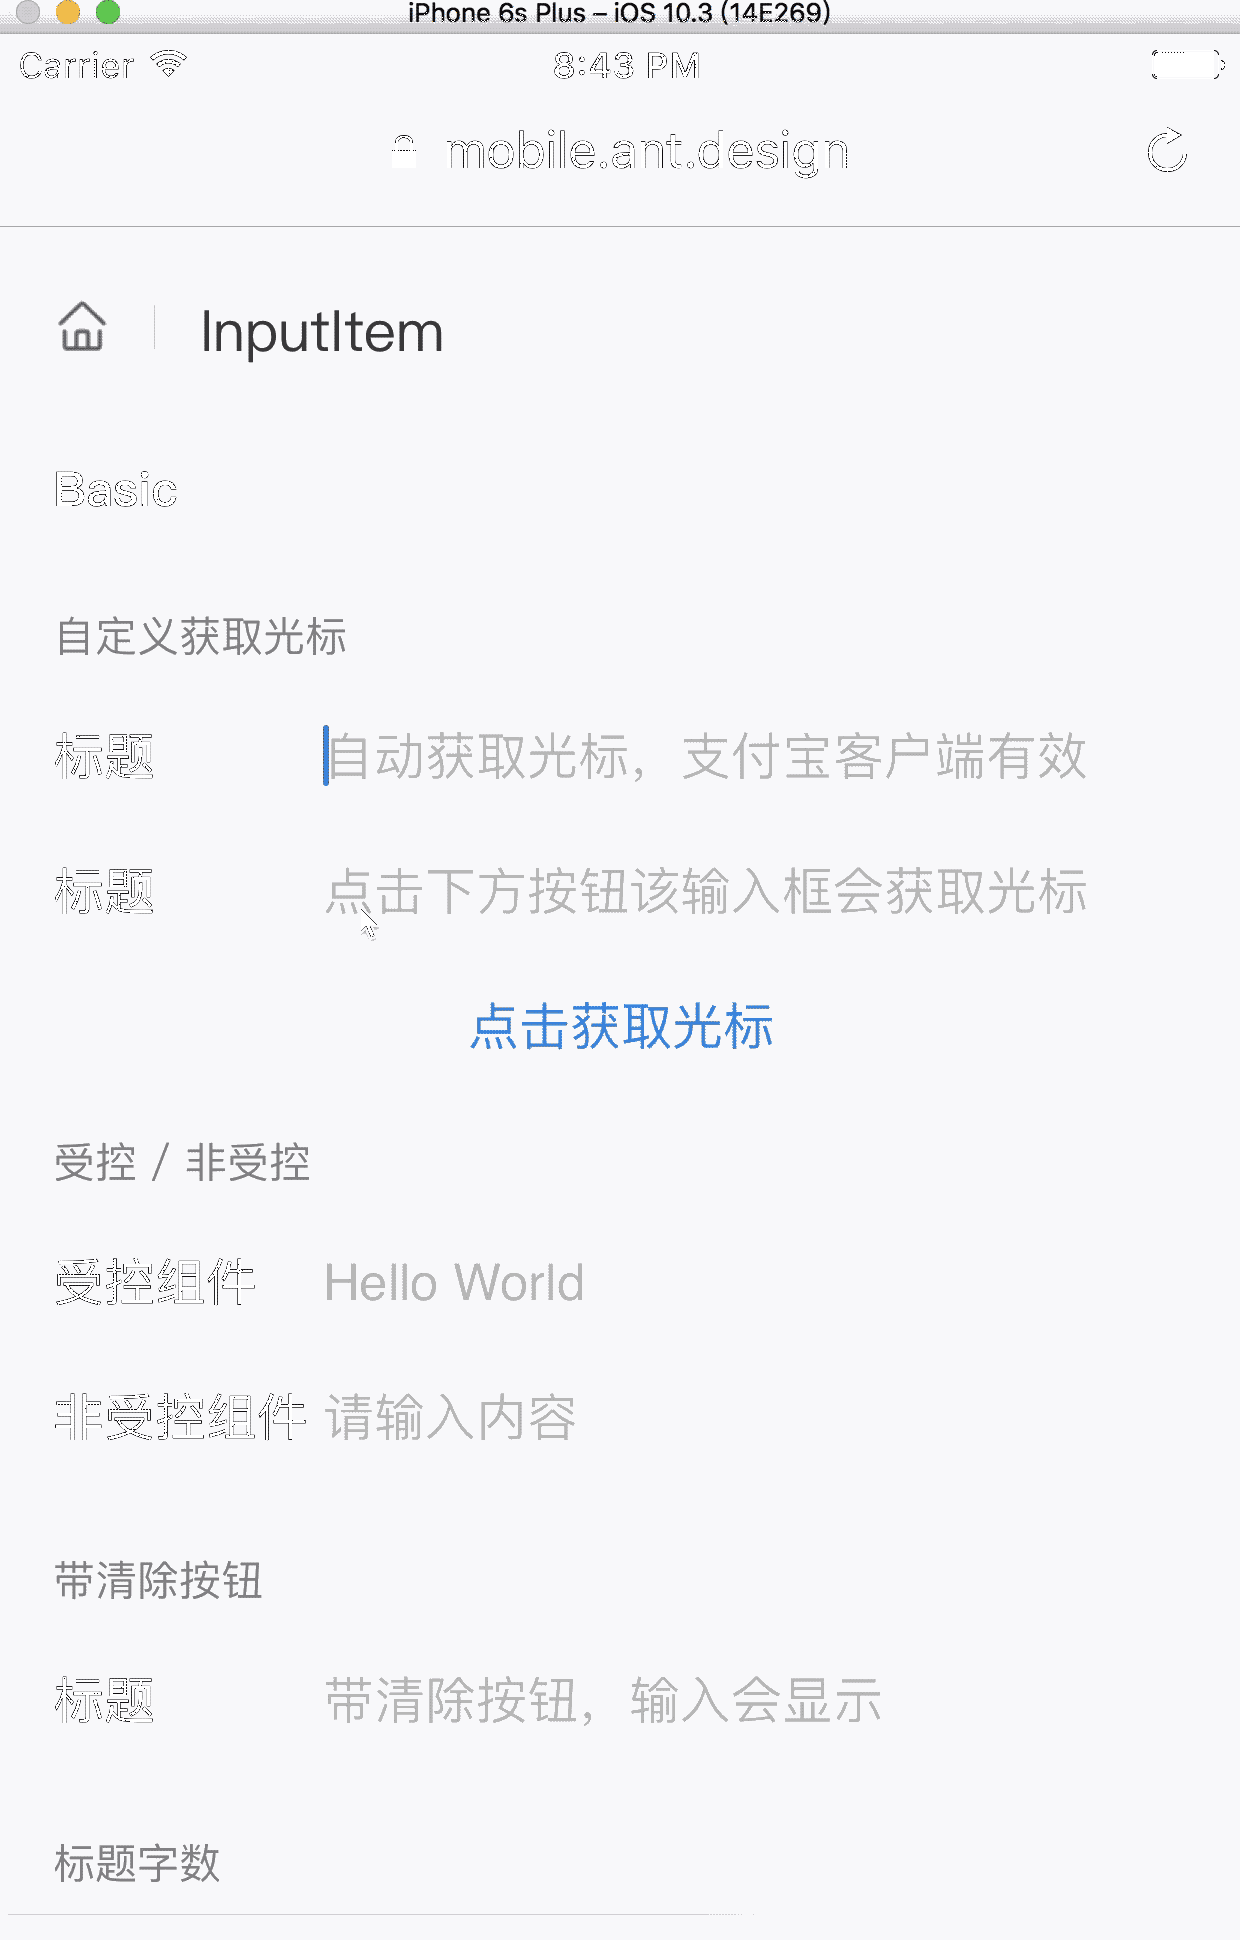 iPhone 6s Plus – iOS 10.3 (14E269)
Carrier 8:43 PM
mobile.ant.design
InputItem
Basic
自定义获取光标
标题 自动获取光标，支付宝客户端有效
标题 点击下方按钮该输入框会获取光标
点击获取光标
受控 / 非受控
受控组件 Hello World
非受控组件 请输入内容
带清除按钮
标题 带清除按钮，输入会显示
标题字数